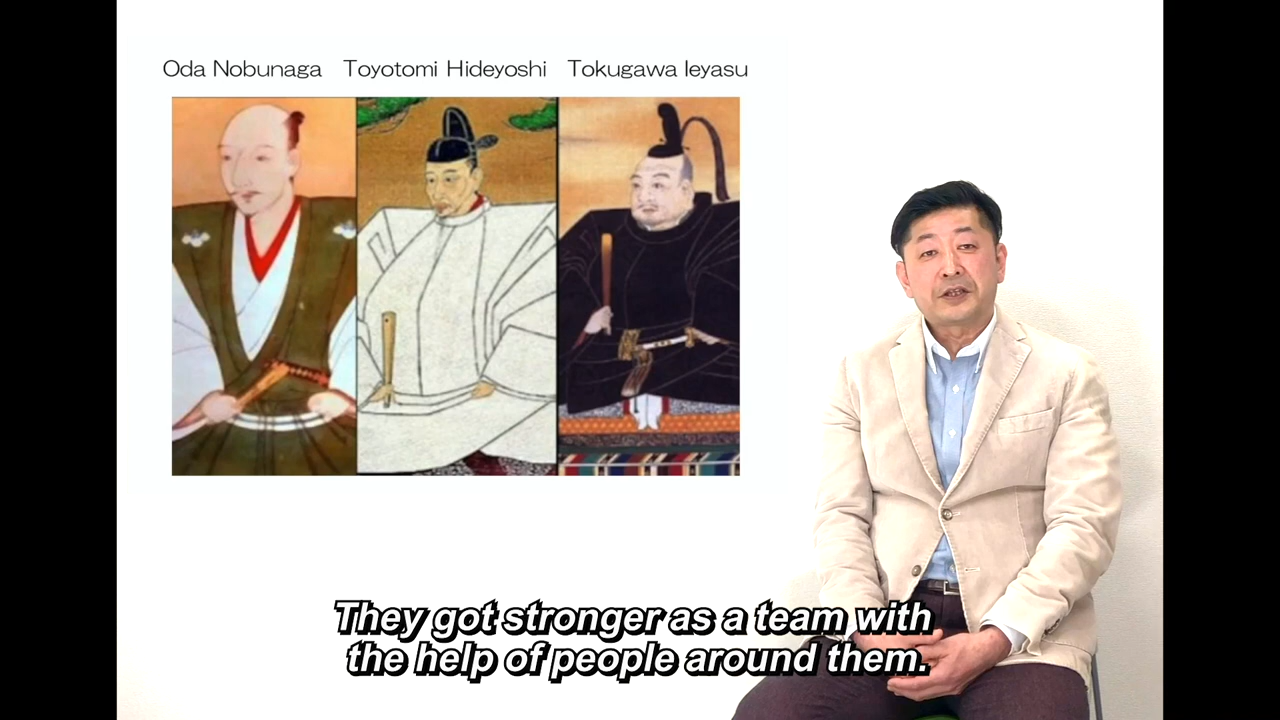 Oda Nobunaga Toyotomi Hideyoshi Tokugawa Ieyasu
They got stronger as a team with
the help of people around them.